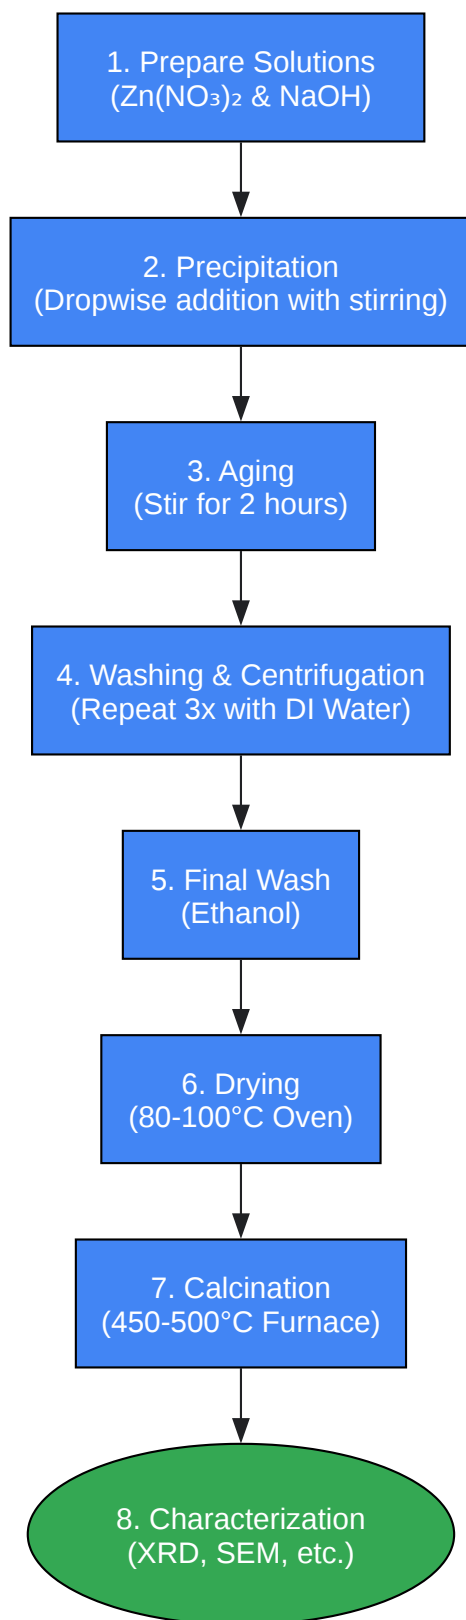 1. Prepare Solutions
(Zn(NO₃)₂ & NaOH)
2. Precipitation
(Dropwise addition with stirring)
3. Aging
(Stir for 2 hours)
4. Washing & Centrifugation
(Repeat 3x with DI Water)
5. Final Wash
(Ethanol)
6. Drying
(80-100°C Oven)
7. Calcination
(450-500°C Furnace)
8. Characterization
(XRD, SEM, etc.)